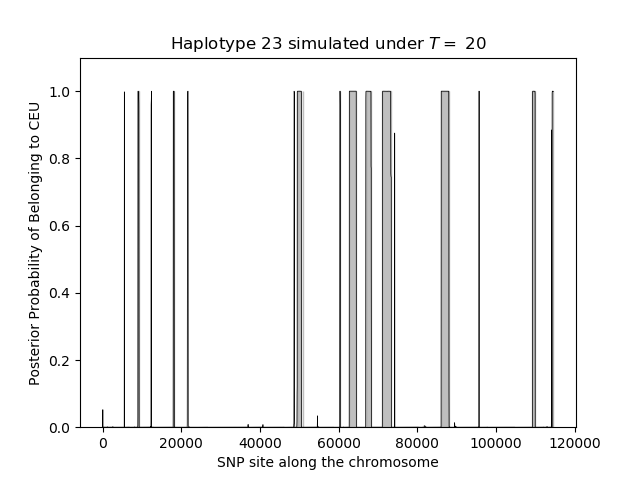 Haplotype 23 simulated under T = 20
Posterior Probability of Belonging to CEU
1.0
0.8
0.6
0.4
0.2
0.0
0 20000 40000 60000 80000 100000 120000
SNP site along the chromosome